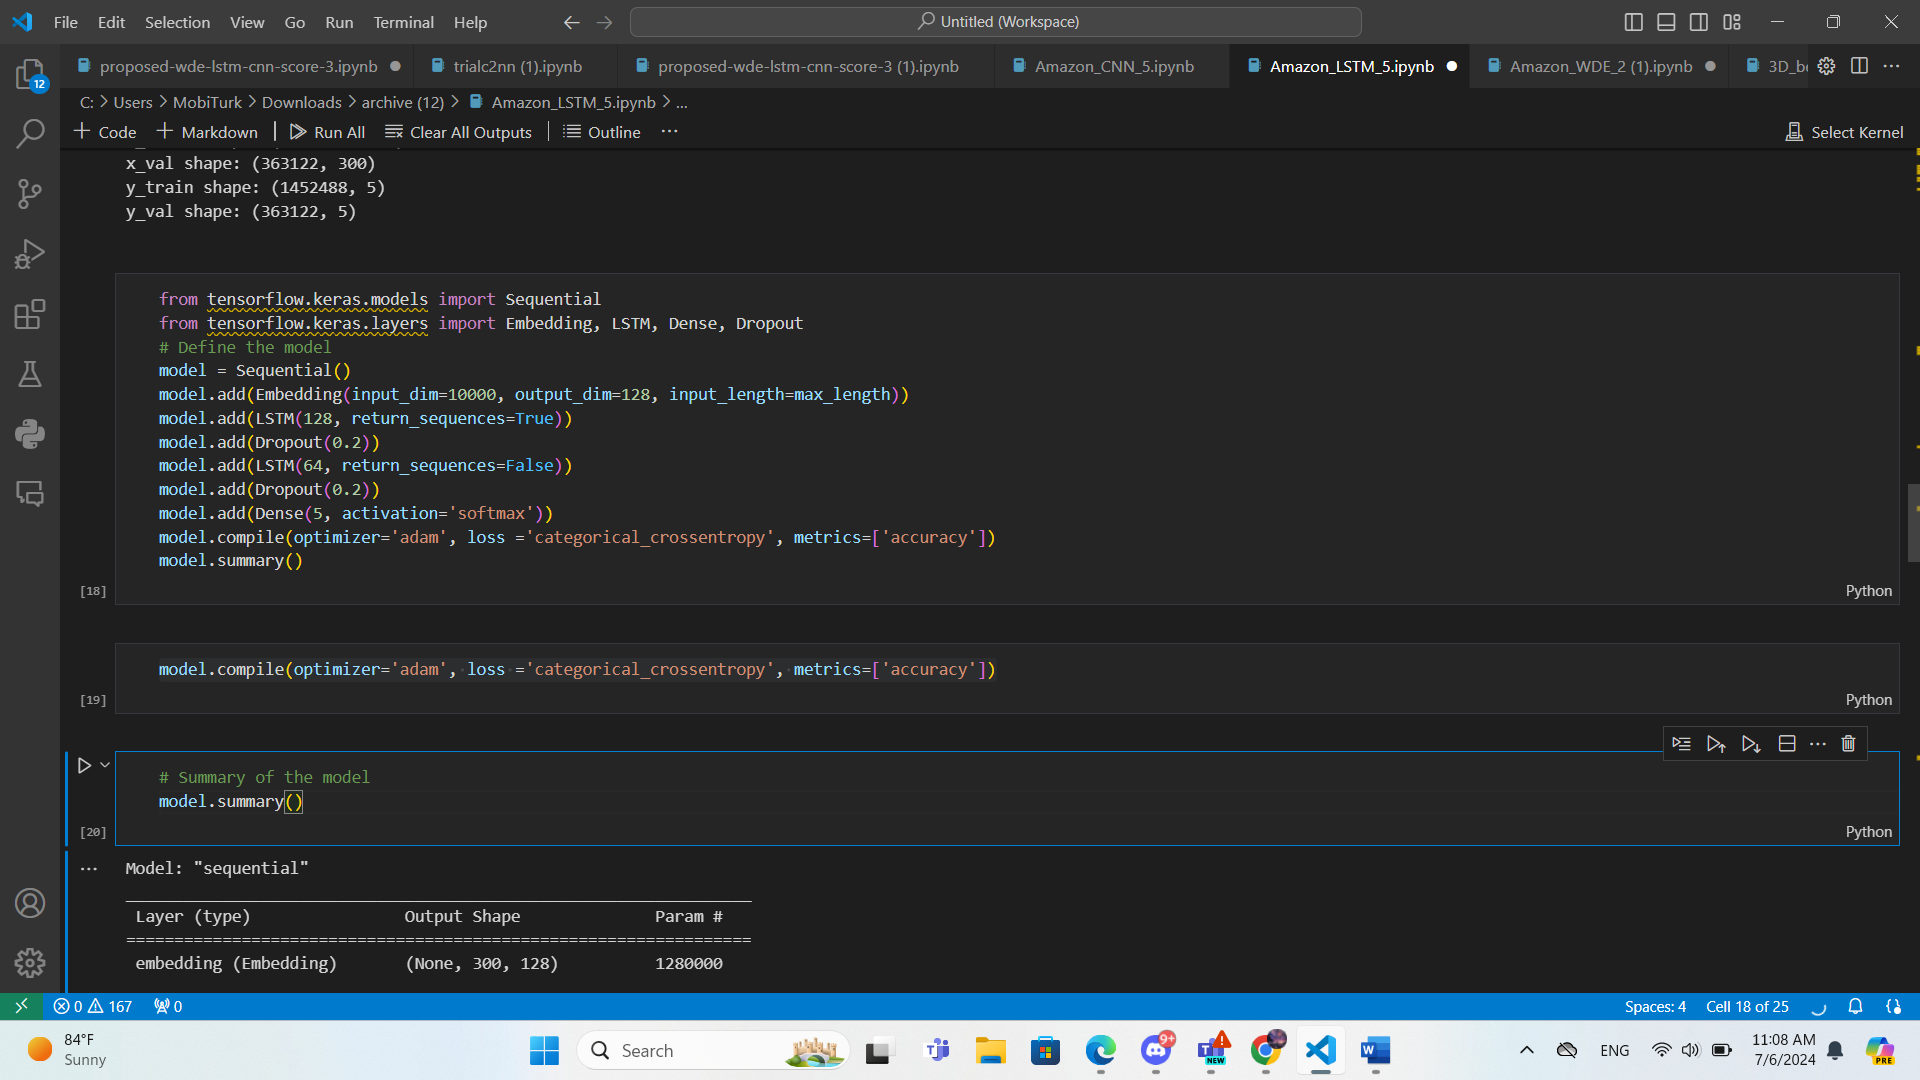 File Edit Selection View Go Run Terminal Help
Untitled (Workspace)
proposed-wde-lstm-cnn-score-3.ipynb
trialc2nn (1).ipynb
proposed-wde-lstm-cnn-score-3 (1).ipynb
Amazon_CNN_5.ipynb
Amazon_LSTM_5.ipynb
Amazon_WDE_2 (1).ipynb
12
C: > Users > MobiTurk > Downloads > archive (12) > Amazon_LSTM_5.ipynb > ...
+ Code + Markdown | Run All Clear All Outputs | Outline ...
Select Kernel
x_val shape: (363122, 300)
y_train shape: (1452488, 5)
y_val shape: (363122, 5)
from tensorflow.keras.models import Sequential
from tensorflow.keras.layers import Embedding, LSTM, Dense, Dropout
# Define the model
model = Sequential()
model.add(Embedding(input_dim=10000, output_dim=128, input_length=max_length))
model.add(LSTM(128, return_sequences=True))
model.add(Dropout(0.2))
model.add(LSTM(64, return_sequences=False))
model.add(Dropout(0.2))
model.add(Dense(5, activation='softmax'))
model.compile(optimizer='adam', loss ='categorical_crossentropy', metrics=['accuracy'])
model.summary()
[18]
Python
model.compile(optimizer='adam', loss ='categorical_crossentropy', metrics=['accuracy'])
[19]
Python
# Summary of the model
model.summary()
[20]
Python
... Model: "sequential"
Layer (type) Output Shape Param #
=================================================================
embedding (Embedding) (None, 300, 128) 1280000
0 167 0
Spaces: 4 Cell 18 of 25
84°F
Sunny
Search
9+
NEW
ENG
11:08 AM
7/6/2024
PRE